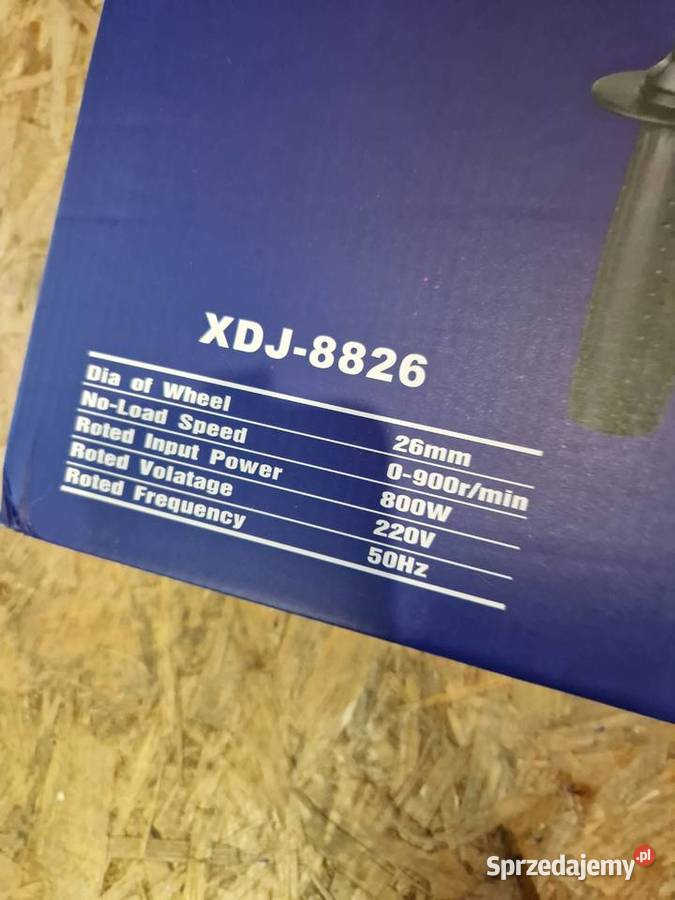 XDJ-8826
Dia of Wheel 26mm
No-Load Speed 0-900r/min
Roted Input Power 800W
Roted Volatage 220V
Roted Frequency 50Hz
Sprzedajemy.pl